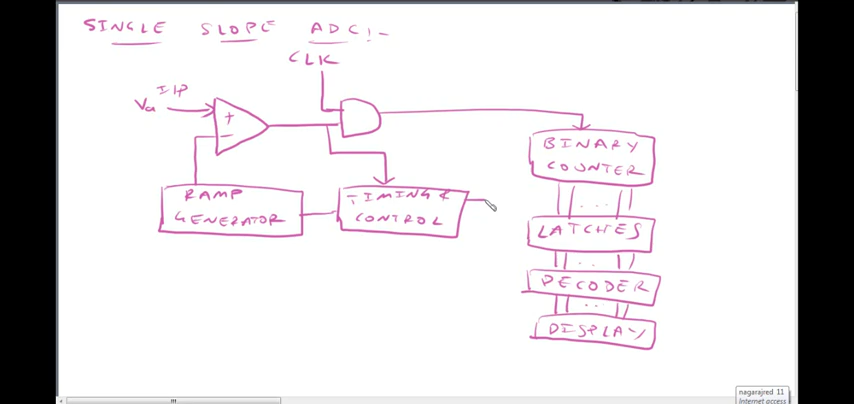 SINGLE SLOPE ADC:-
CLK
I/P
Va
+
-
RAMP
GENERATOR
TIMING &
CONTROL
BINARY
COUNTER
LATCHES
DECODER
DISPLAY
nagarajred 11
Internet access